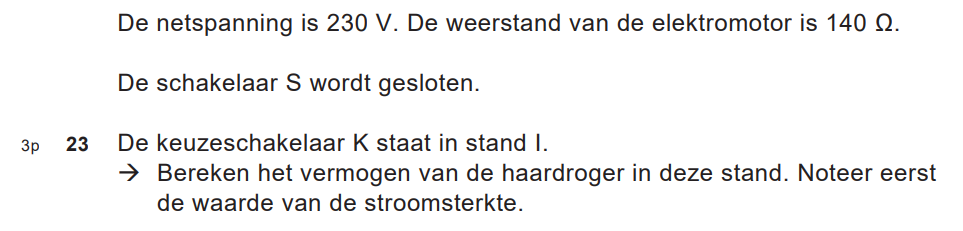 De netspanning is 230 V. De weerstand van de elektromotor is 140 Ω.
De schakelaar S wordt gesloten.
3p 23 De keuzeschakelaar K staat in stand I.
→ Bereken het vermogen van de haardroger in deze stand. Noteer eerst
de waarde van de stroomsterkte.